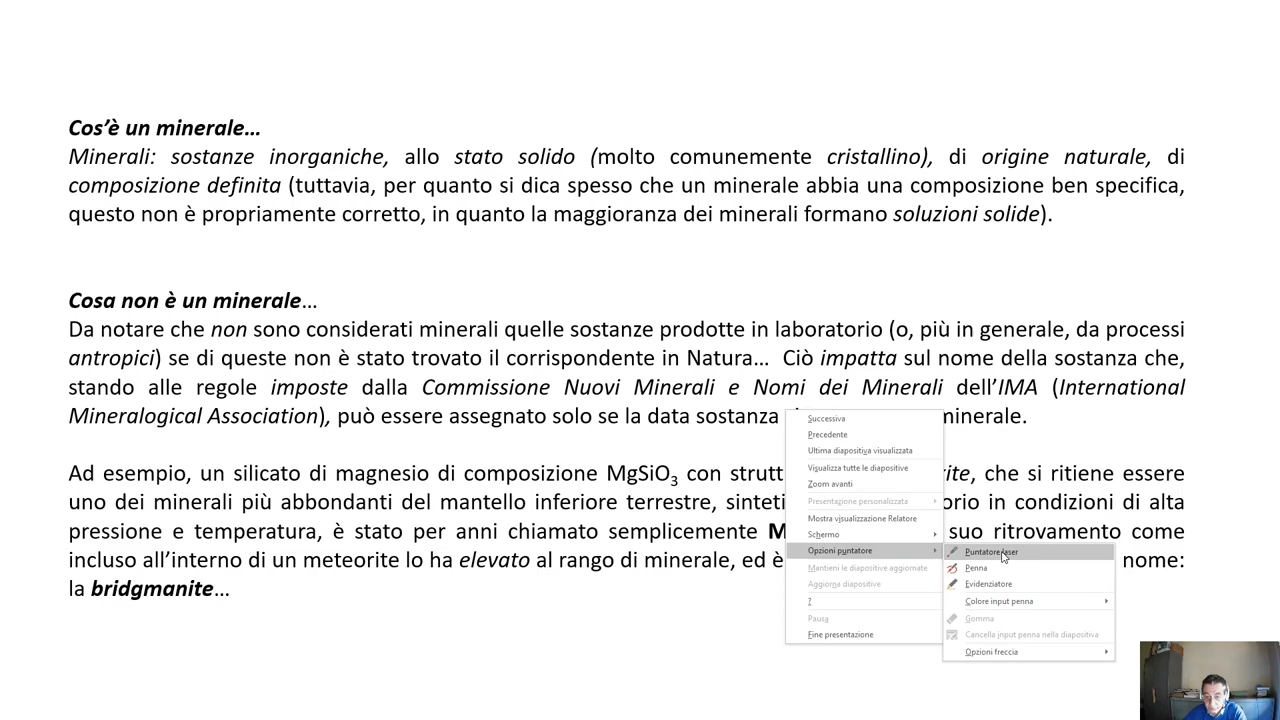 Cos’è un minerale…
Minerali: sostanze inorganiche, allo stato solido (molto comunemente cristallino), di origine naturale, di
composizione definita (tuttavia, per quanto si dica spesso che un minerale abbia una composizione ben specifica,
questo non è propriamente corretto, in quanto la maggioranza dei minerali formano soluzioni solide).
Cosa non è un minerale…
Da notare che non sono considerati minerali quelle sostanze prodotte in laboratorio (o, più in generale, da processi
antropici) se di queste non è stato trovato il corrispondente in Natura… Ciò impatta sul nome della sostanza che,
stando alle regole imposte dalla Commissione Nuovi Minerali e Nomi dei Minerali dell’IMA (International
Mineralogical Association), può essere assegnato solo se la data sostanza minerale.
Ad esempio, un silicato di magnesio di composizione MgSiO3 con che si ritiene essere
uno dei minerali più abbondanti del mantello inferiore terrestre, in condizioni di alta
pressione e temperatura, è stato per anni chiamato semplicemente suo ritrovamento come
incluso all’interno di un meteorite lo ha elevato al rango di minerale, ed è nome:
la bridgmanite…
Successiva
Precedente
Ultima diapositiva visualizzata
Visualizza tutte le diapositive
Zoom avanti
Presentazione personalizzata
Mostra visualizzazione Relatore
Schermo
Opzioni puntatore
Mantieni le diapositive aggiornate
Aggiorna diapositive
?
Pausa
Fine presentazione
Puntatore laser
Penna
Evidenziatore
Colore input penna
Gomma
Cancella input penna nella diapositiva
Opzioni freccia